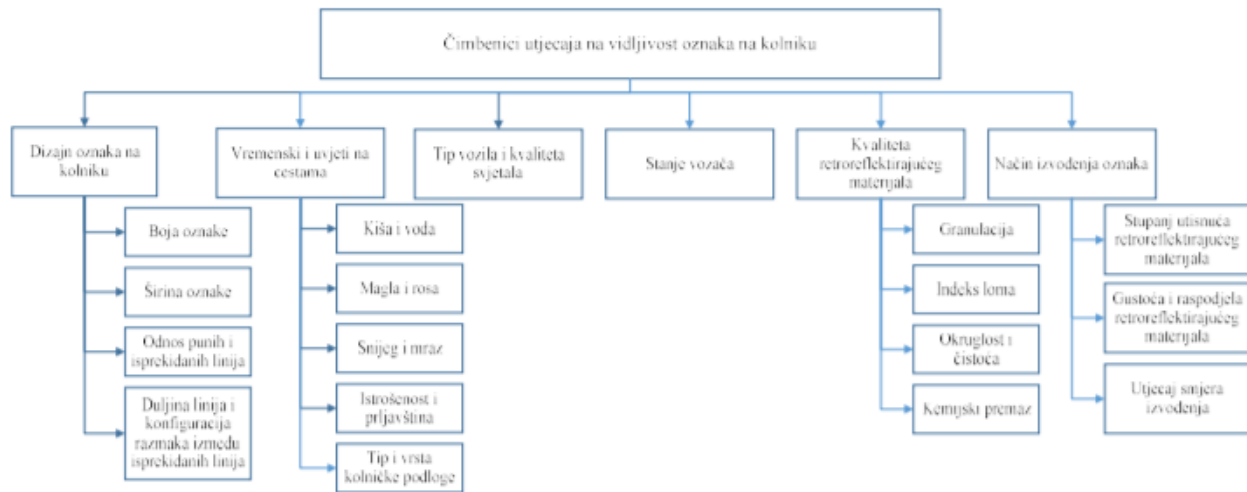 Čimbenici utjecaja na vidljivost oznaka na kolniku
Dizajn oznaka na
kolniku
Vremenski i uvjeti na
cestama
Tip vozila i kvaliteta
svjetala
Stanje vozača
Kvaliteta
retroreflektirajućeg
materijala
Način izvođenja oznaka
Boja oznake
Širina oznake
Odnos punih i
isprekidanih linija
Duljina linija i
konfiguracija
razmaka između
isprekidanih linija
Kiša i voda
Magla i rosa
Snijeg i mraz
Istrošenost i
prljavština
Tip i vrsta
kolničke podloge
Granulacija
Indeks loma
Okruglost i
čistoća
Kemijski premaz
Stupanj utisnuća
retroreflektirajućeg
materijala
Gustoća i raspodjela
retroreflektirajućeg
materijala
Utjecaj smjera
izvođenja